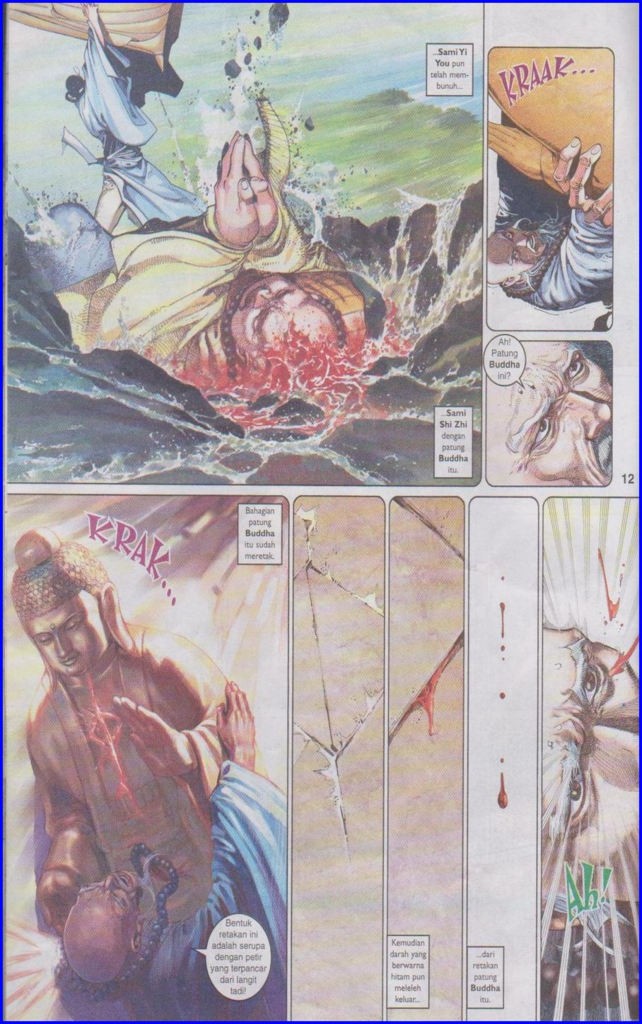 ...Sami Yi
You pun
telah mem-
bunuh...
KRAAK...
Ah!
Patung
Buddha
ini?
...Sami
Shi Zhi
dengan
patung
Buddha
itu.
12
KRAK...
Bahagian
patung
Buddha
itu sudah
meretak.
Bentuk
retakan ini
adalah serupa
dengan petir
yang terpancar
dari langit
tadi!
Kemudian
darah yang
berwarna
hitam pun
meleleh
keluar...
...dari
retakan
patung
Buddha
itu.
Ah!